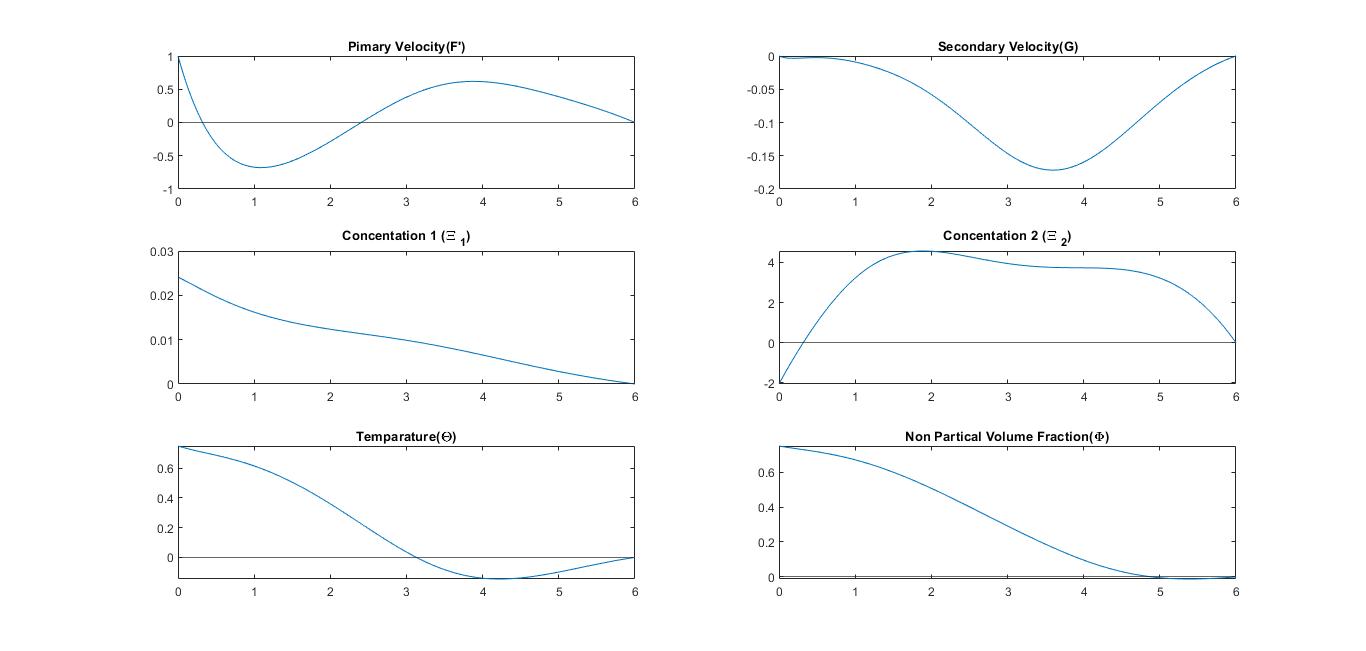 Pimary Velocity(F')
1
0.5
0
-0.5
-1
0 1 2 3 4 5 6
Secondary Velocity(G)
0
-0.05
-0.1
-0.15
-0.2
0 1 2 3 4 5 6
Concentation 1 (Ξ 1)
0.03
0.02
0.01
0
0 1 2 3 4 5 6
Concentation 2 (Ξ 2)
4
2
0
-2
0 1 2 3 4 5 6
Temparature(Θ)
0.6
0.4
0.2
0
0 1 2 3 4 5 6
Non Partical Volume Fraction(Φ)
0.6
0.4
0.2
0
0 1 2 3 4 5 6